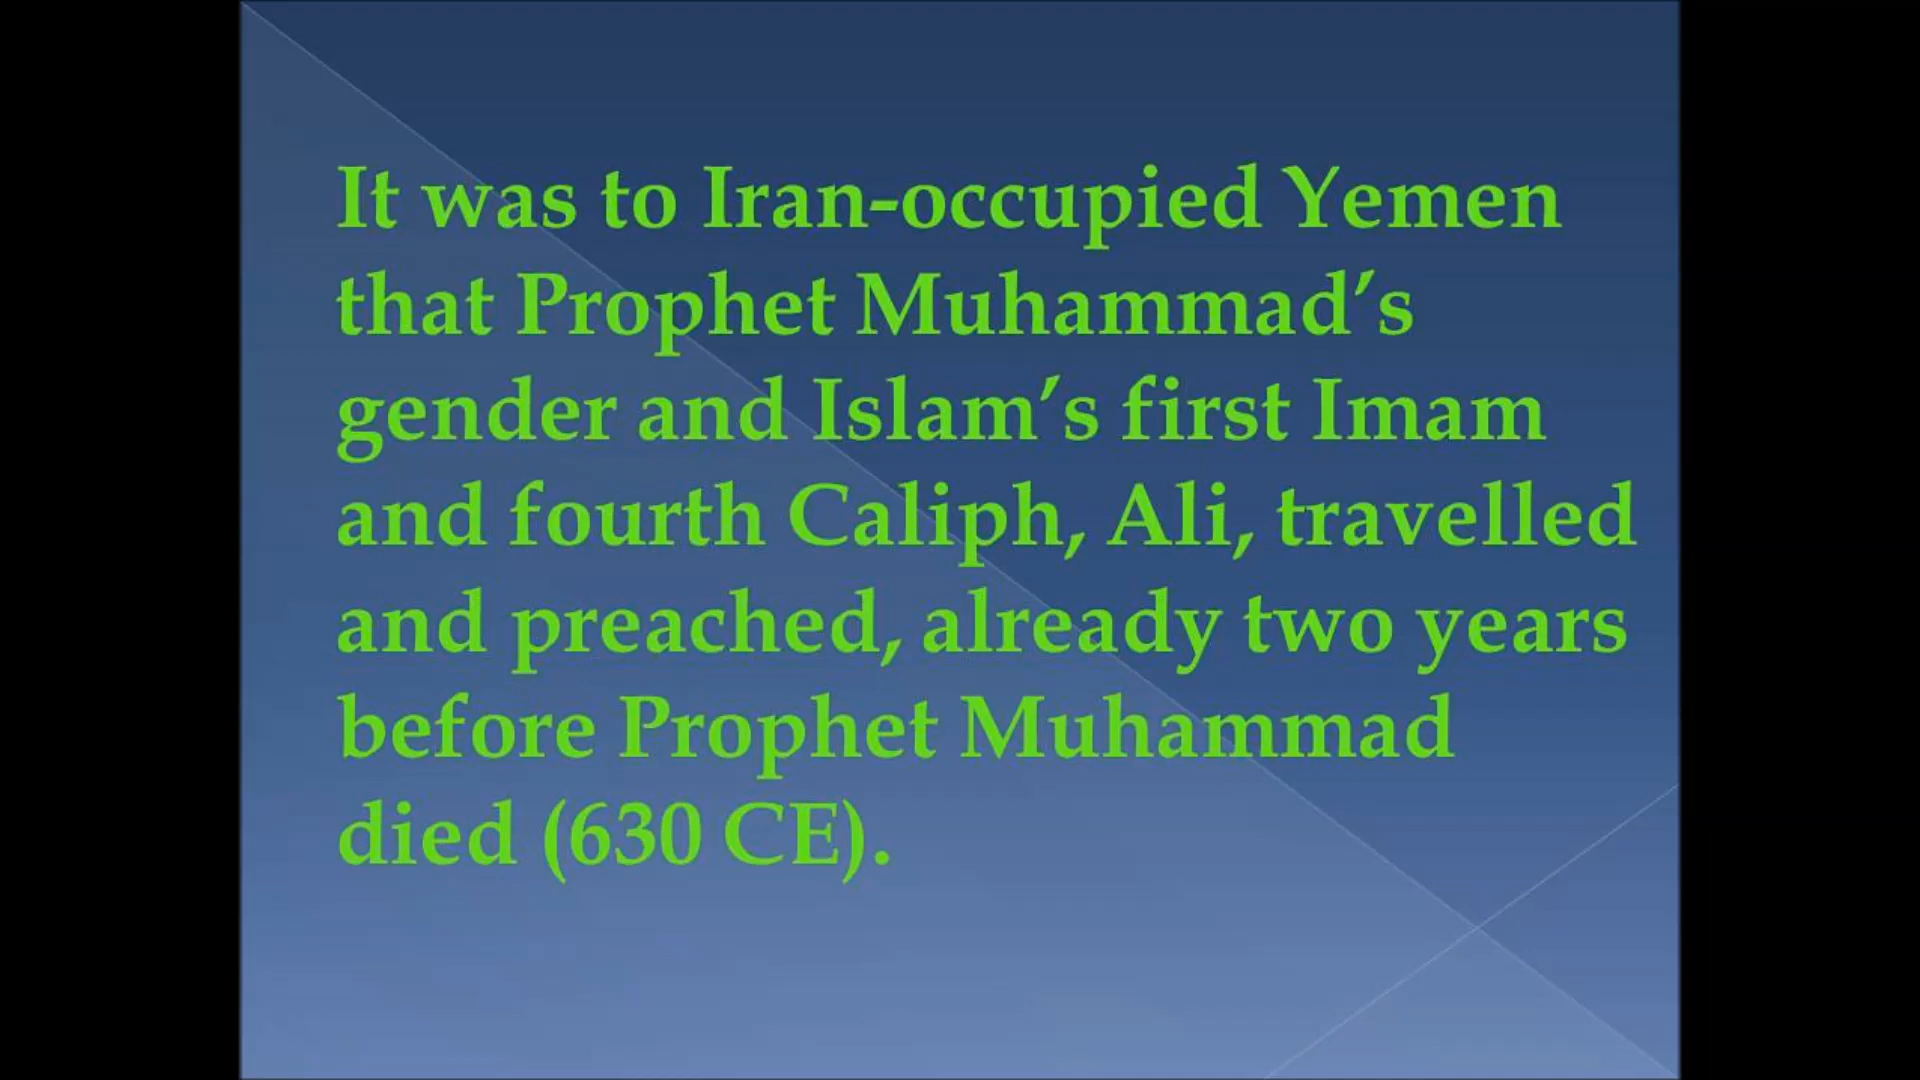 It was to Iran-occupied Yemen
that Prophet Muhammad’s
gender and Islam’s first Imam
and fourth Caliph, Ali, travelled
and preached, already two years
before Prophet Muhammad
died (630 CE).